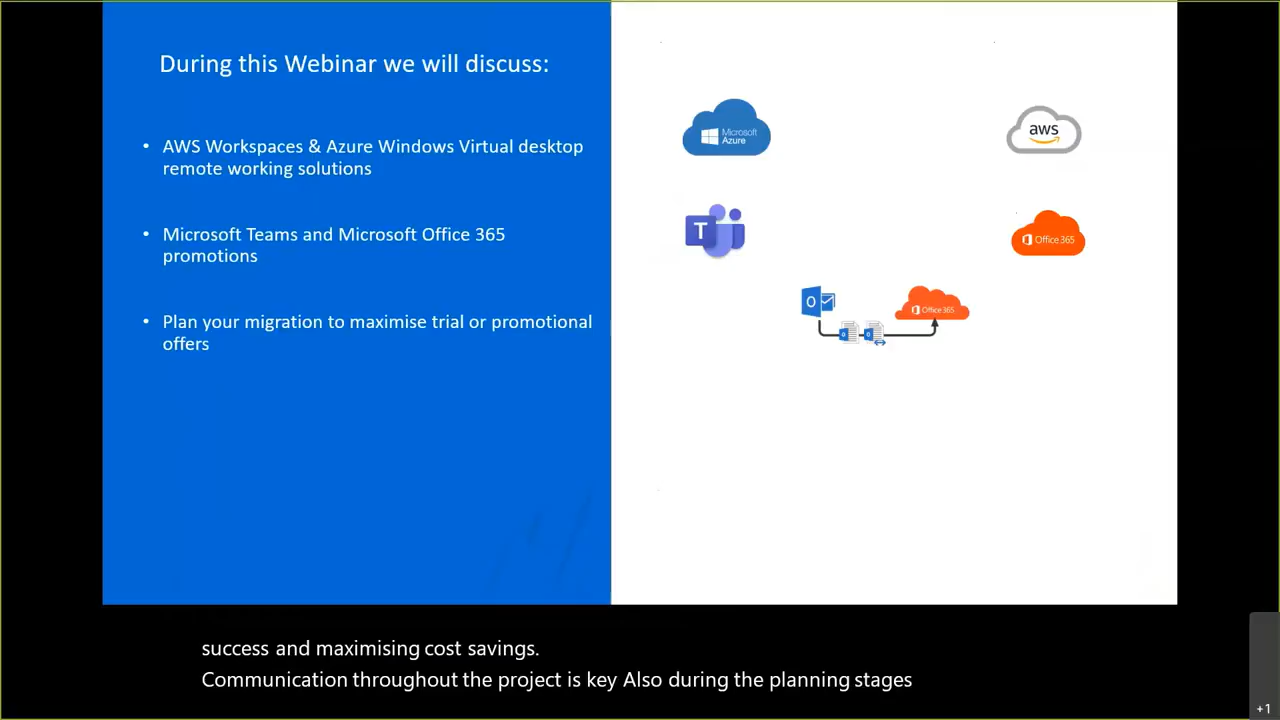 During this Webinar we will discuss:
• AWS Workspaces & Azure Windows Virtual desktop
remote working solutions
• Microsoft Teams and Microsoft Office 365
promotions
• Plan your migration to maximise trial or promotional
offers
Microsoft
Azure
aws
T
Office 365
O
Office 365
success and maximising cost savings.
Communication throughout the project is key Also during the planning stages
+1